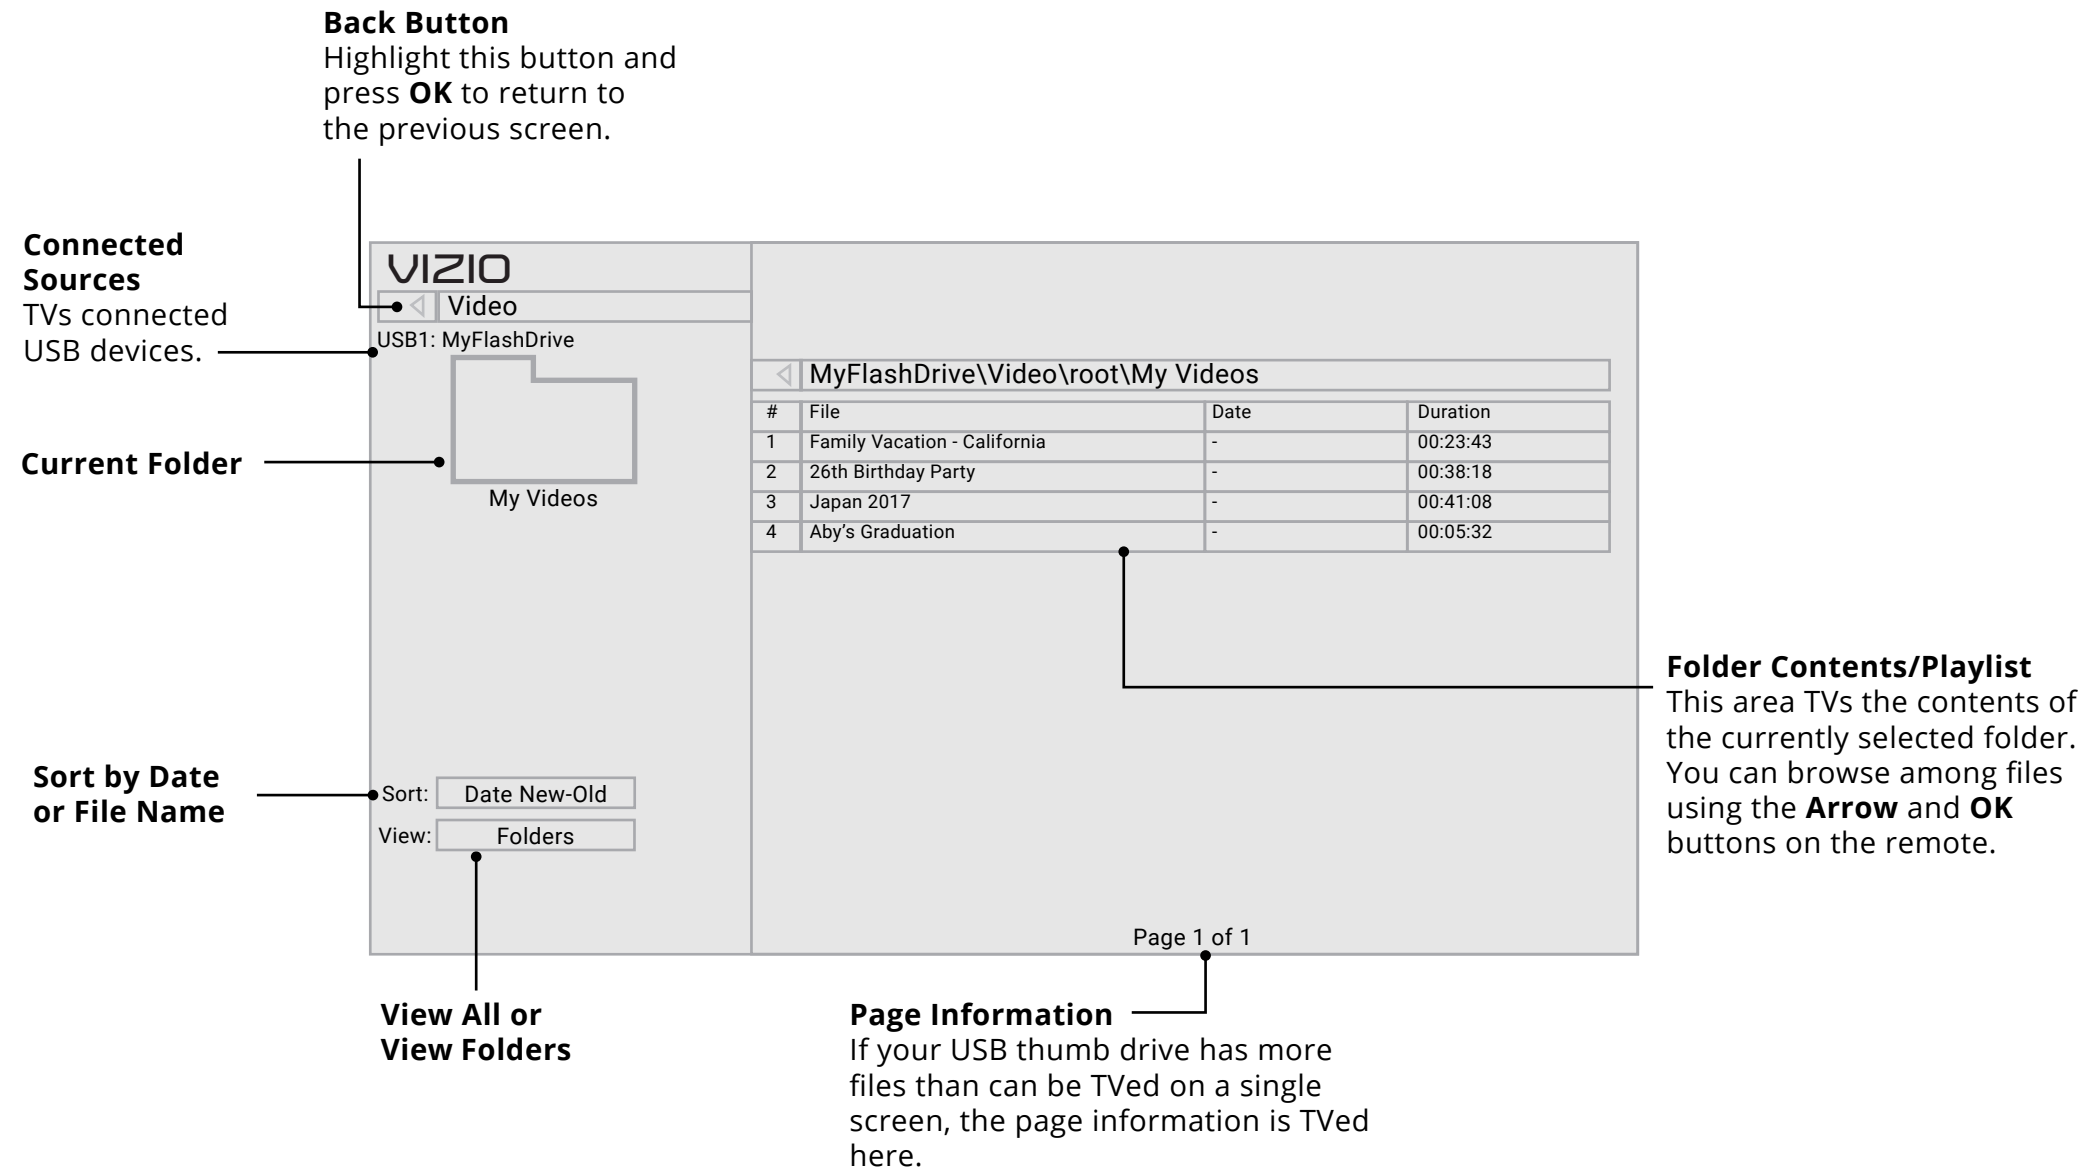 Back Button
Highlight this button and
press OK to return to
the previous screen.
Connected
Sources
TVs connected
USB devices.
VIZIO
Video
USB1: MyFlashDrive
Current Folder
My Videos
MyFlashDrive\Video\root\My Videos
# File Date Duration
1 Family Vacation - California - 00:23:43
2 26th Birthday Party - 00:38:18
3 Japan 2017 - 00:41:08
4 Aby’s Graduation - 00:05:32
Folder Contents/Playlist
This area TVs the contents of
the currently selected folder.
You can browse among files
using the Arrow and OK
buttons on the remote.
Sort by Date
or File Name
Sort: Date New-Old
View: Folders
Page 1 of 1
View All or
View Folders
Page Information
If your USB thumb drive has more
files than can be TVed on a single
screen, the page information is TVed
here.